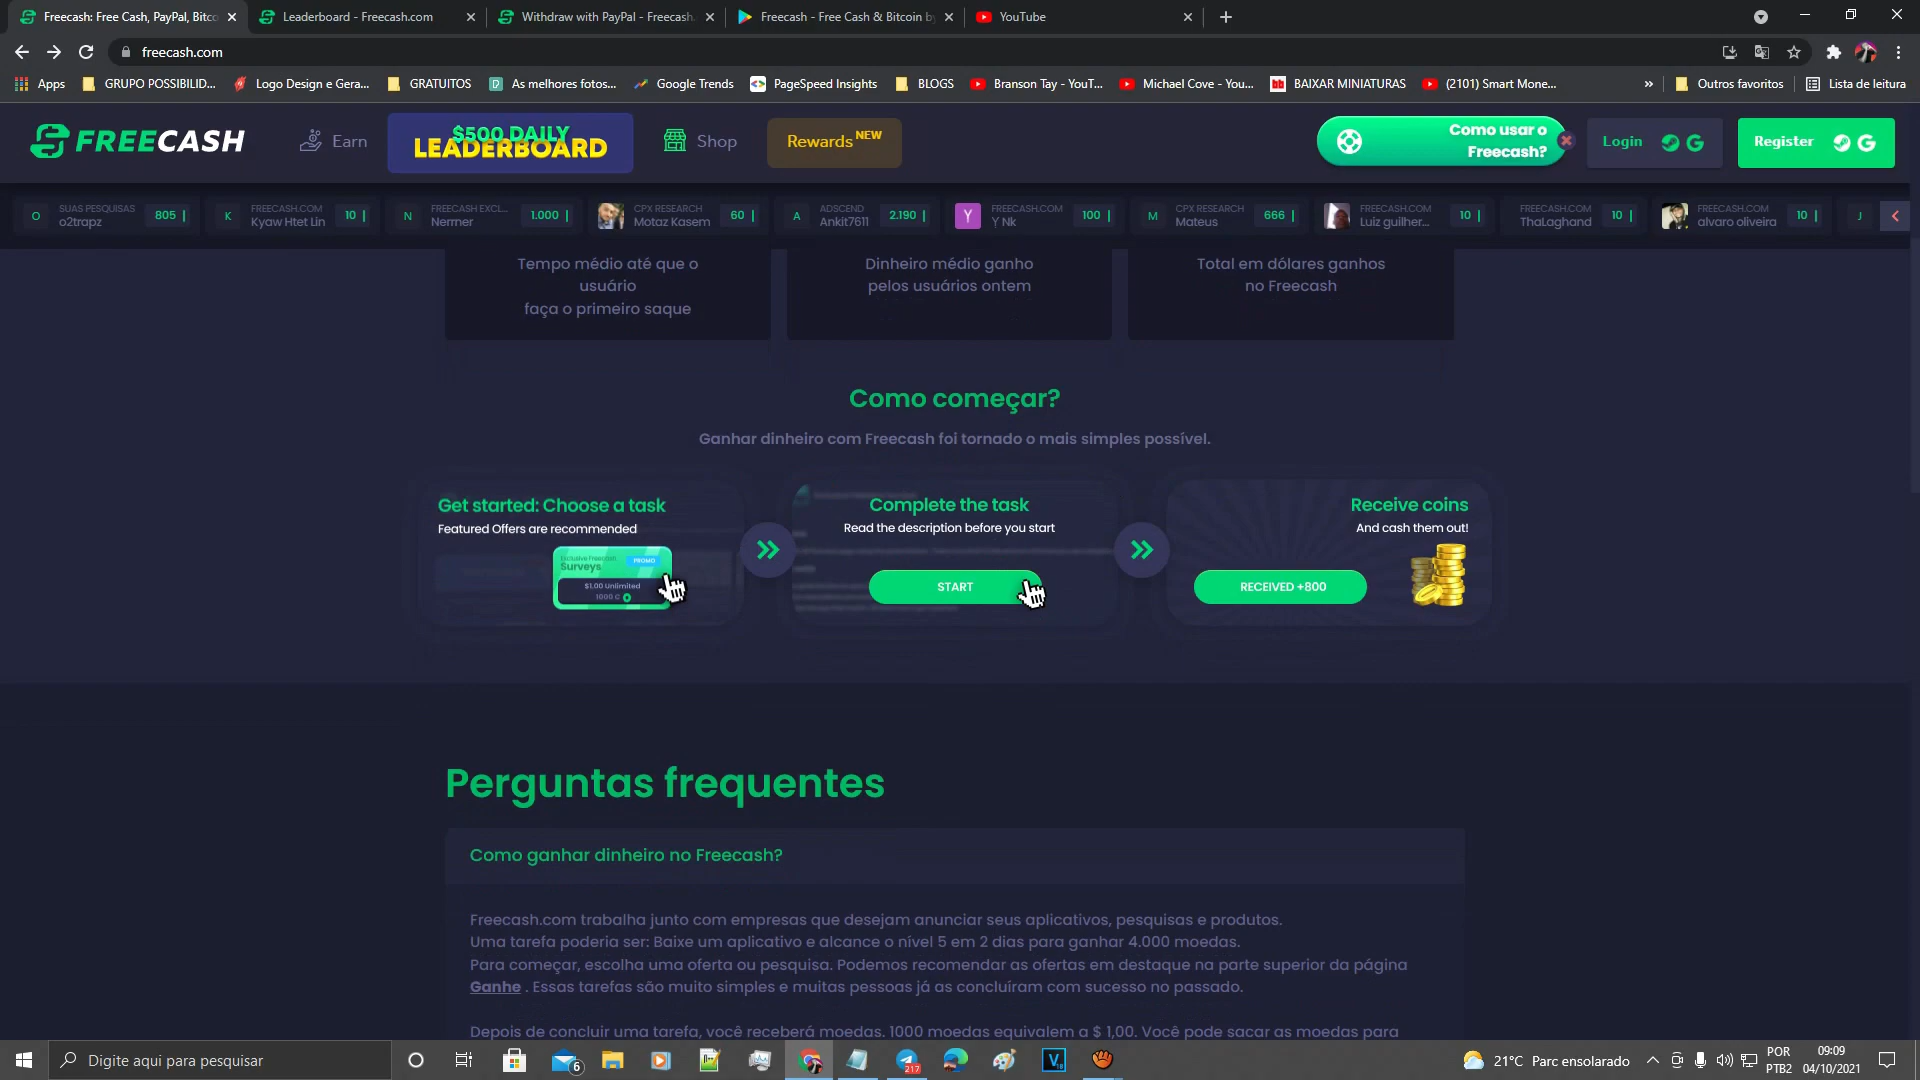 Freecash: Free Cash, PayPal, Bitco
Leaderboard - Freecash.com
Withdraw with PayPal - Freecash.
Freecash - Free Cash & Bitcoin by
YouTube
freecash.com
Apps
GRUPO POSSIBILID...
Logo Design e Gera...
GRATUITOS
As melhores fotos...
Google Trends
PageSpeed Insights
BLOGS
Branson Tay - YouT...
Michael Cove - You...
BAIXAR MINIATURAS
(2101) Smart Mone...
»
Outros favoritos
Lista de leitura
FREECASH
Earn
$500 DAILY
LEADERBOARD
Shop
Rewards NEW
Como usar o
Freecash?
Login
Register
O
SUAS PESQUISAS
o2trapz
805
K
FREECASH.COM
Kyaw Htet Lin
10
N
FREECASH EXCL...
Nermer
1.000
CPX RESEARCH
Motaz Kasem
60
A
ADSCEND
Ankit7611
2.190
Y
FREECASH.COM
Y Nk
100
M
CPX RESEARCH
Mateus
666
FREECASH.COM
Luiz guilher...
10
FREECASH.COM
ThaLaghand
10
FREECASH.COM
alvaro oliveira
10
J
Tempo médio até que o
usuário
faça o primeiro saque
Dinheiro médio ganho
pelos usuários ontem
Total em dólares ganhos
no Freecash
Como começar?
Ganhar dinheiro com Freecash foi tornado o mais simples possível.
Get started: Choose a task
Featured Offers are recommended
Exclusive Freecoin
Surveys
PROMO
$1.00 Unlimited
1000 C
Complete the task
Read the description before you start
START
Receive coins
And cash them out!
RECEIVED +800
Perguntas frequentes
Como ganhar dinheiro no Freecash?
Freecash.com trabalha junto com empresas que desejam anunciar seus aplicativos, pesquisas e produtos.
Uma tarefa poderia ser: Baixe um aplicativo e alcance o nível 5 em 2 dias para ganhar 4.000 moedas.
Para começar, escolha uma oferta ou pesquisa. Podemos recomendar as ofertas em destaque na parte superior da página
Ganhe . Essas tarefas são muito simples e muitas pessoas já as concluíram com sucesso no passado.
Depois de concluir uma tarefa, você receberá moedas. 1000 moedas equivalem a $ 1,00. Você pode sacar as moedas para
Digite aqui para pesquisar
6
217
21°C Parc ensolarado
POR
PTB2
09:09
04/10/2021